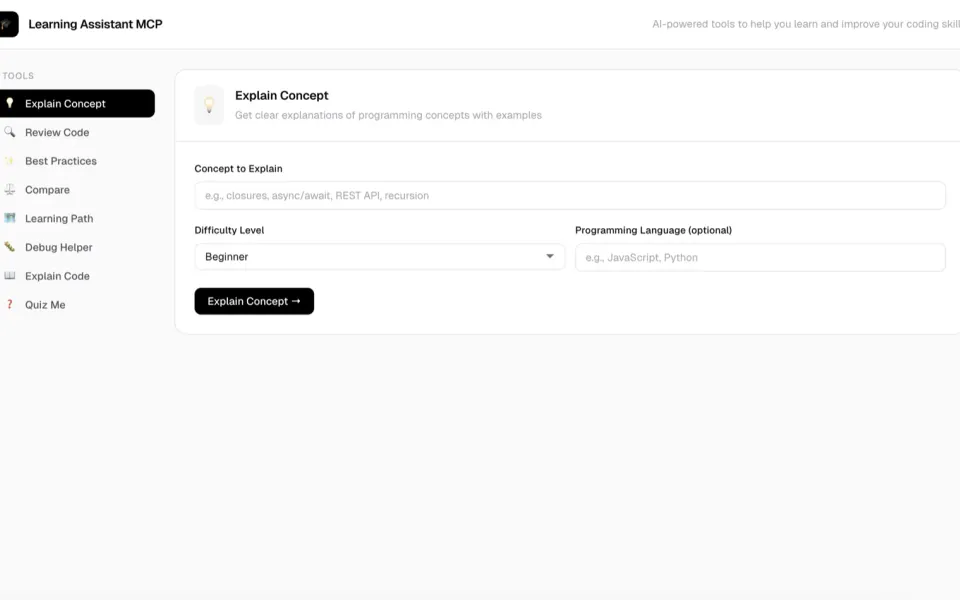 Learning Assistant MCP
AI-powered tools to help you learn and improve your coding skill
TOOLS
Explain Concept
Review Code
Best Practices
Compare
Learning Path
Debug Helper
Explain Code
Quiz Me
Explain Concept
Get clear explanations of programming concepts with examples
Concept to Explain
e.g., closures, async/await, REST API, recursion
Difficulty Level
Programming Language (optional)
Beginner
e.g., JavaScript, Python
Explain Concept →